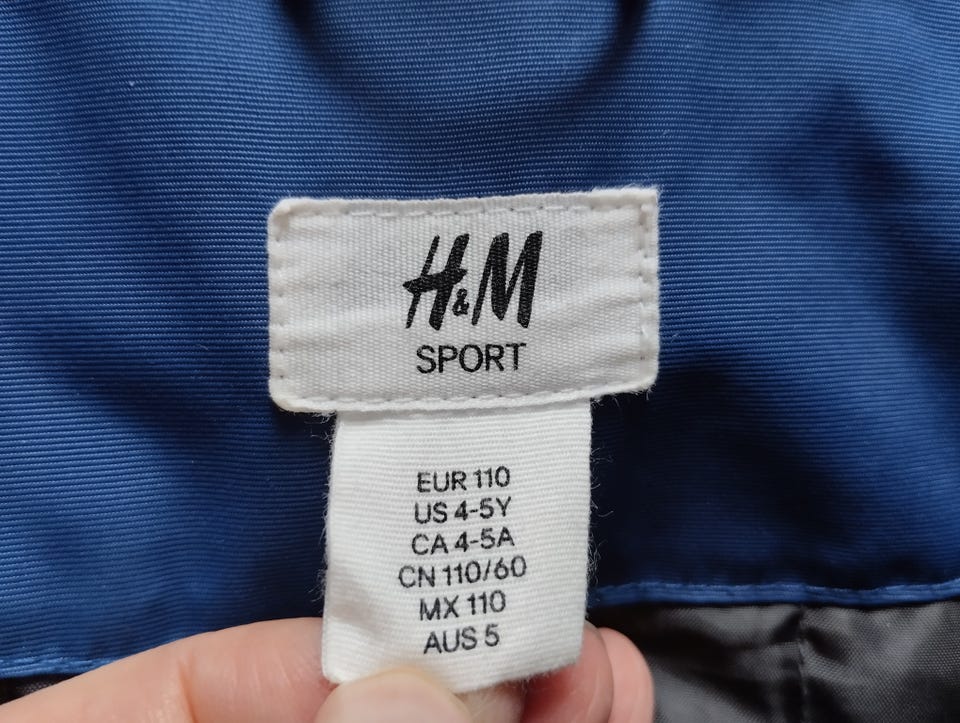 H&M
SPORT
EUR 110
US 4-5Y
CA 4-5A
CN 110/60
MX 110
AUS 5